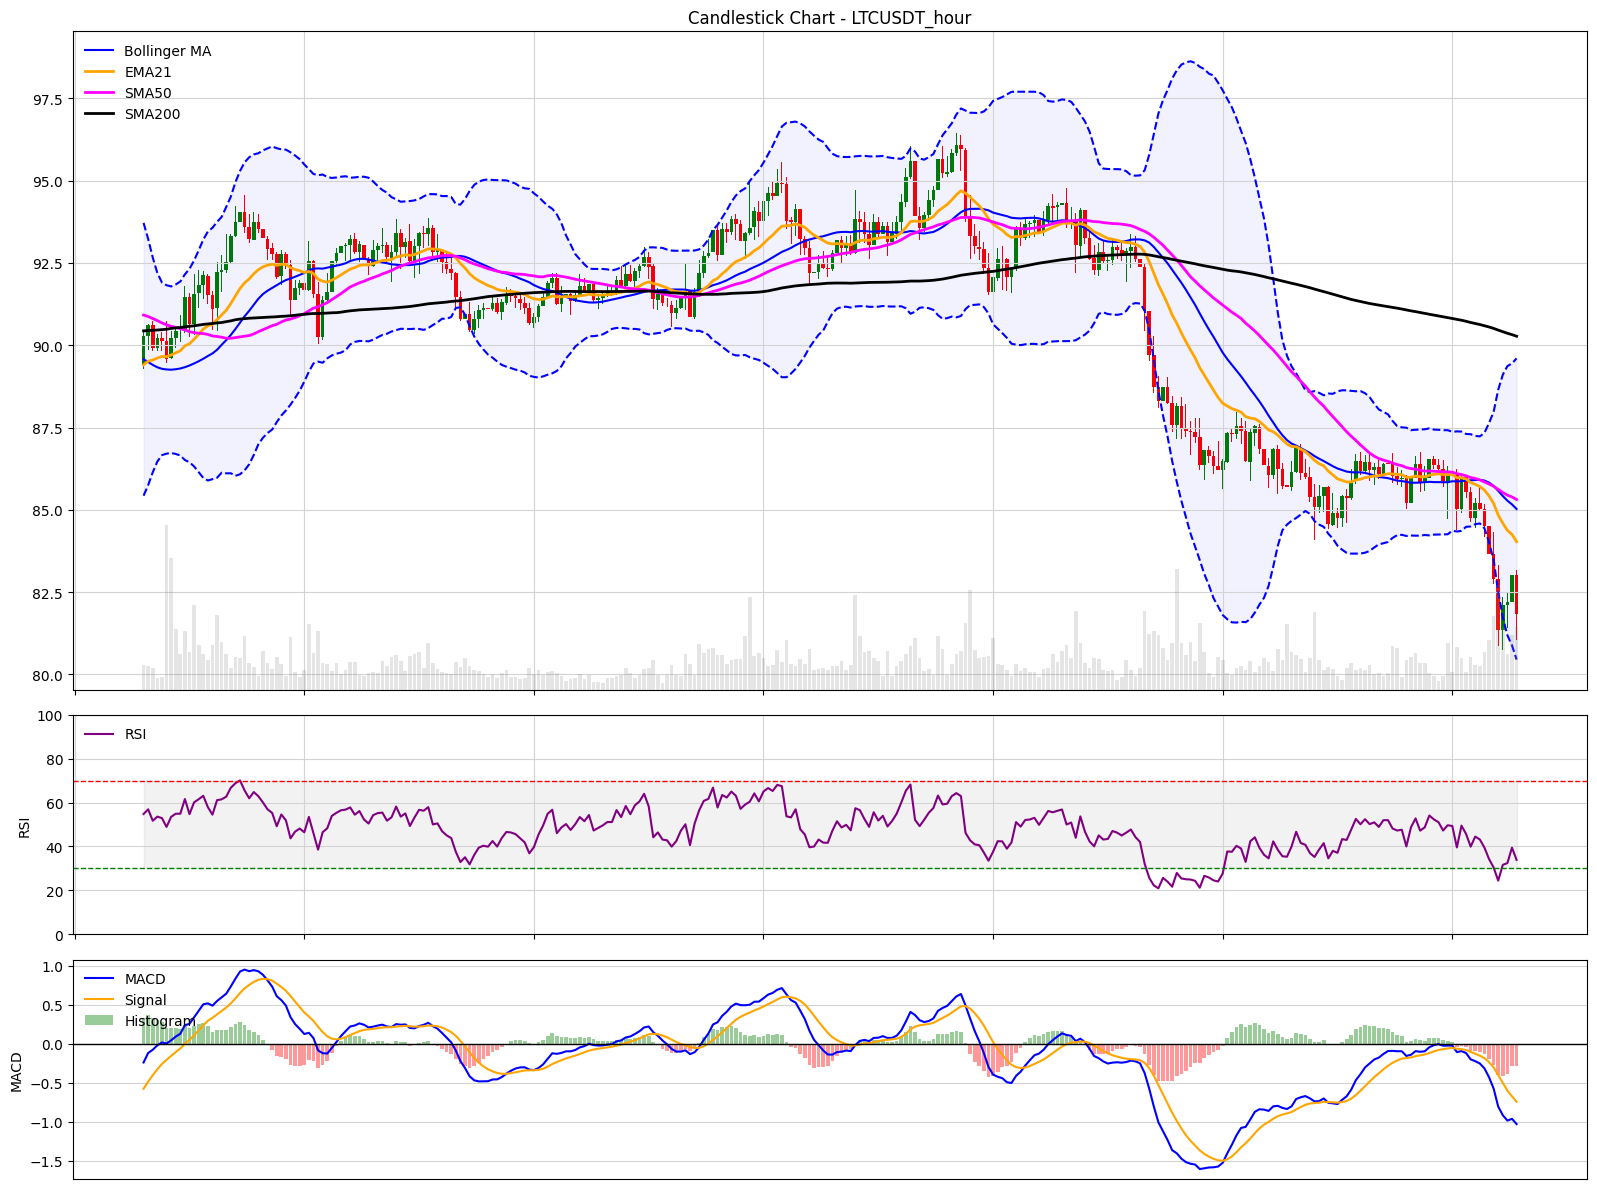 Candlestick Chart - LTCUSDT_hour
Bollinger MA
EMA21
SMA50
SMA200
97.5
95.0
92.5
90.0
87.5
85.0
82.5
80.0
100
RSI
80
60
RSI
40
20
0
1.0
MACD
Signal
0.5
Histogram
0.0
MACD
−0.5
−1.0
−1.5